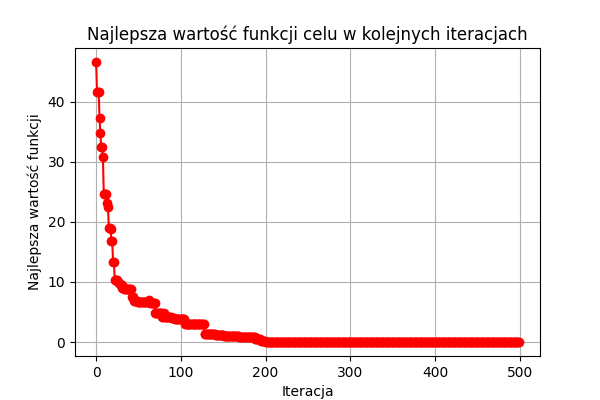 Najlepsza wartość funkcji celu w kolejnych iteracjach
Najlepsza wartość funkcji
40
30
20
10
0
0 100 200 300 400 500
Iteracja